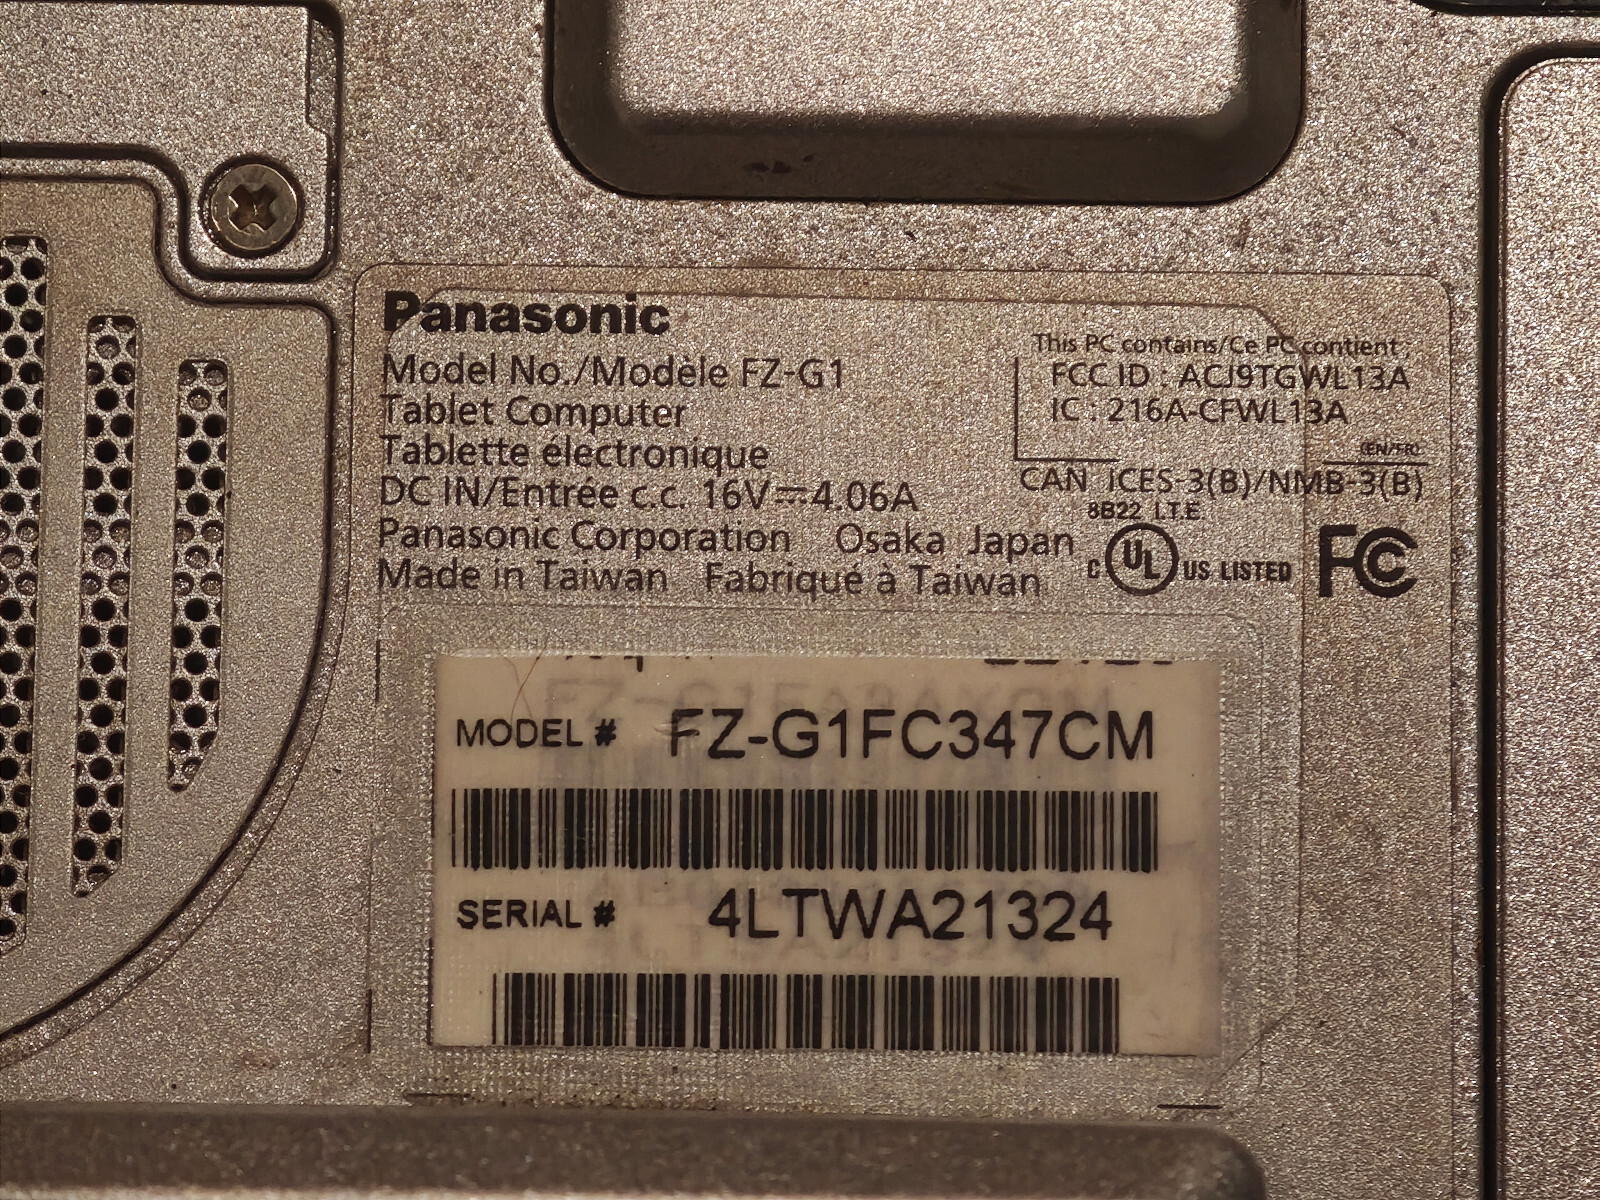 Panasonic
Model No./Modèle FZ-G1
Tablet Computer
Tablette électronique
DC IN/Entrée c.c. 16V⎓4.06A
Panasonic Corporation Osaka Japan
Made in Taiwan Fabriqué à Taiwan
This PC contains/Ce PC contient ;
FCC ID : ACJ9TGWL13A
IC : 216A-CFWL13A
(EN/FR)
CAN ICES-3(B)/NMB-3(B)
8B22 I.T.E.
C UL US LISTED FC
MODEL # FZ-G1FC347CM
SERIAL # 4LTWA21324